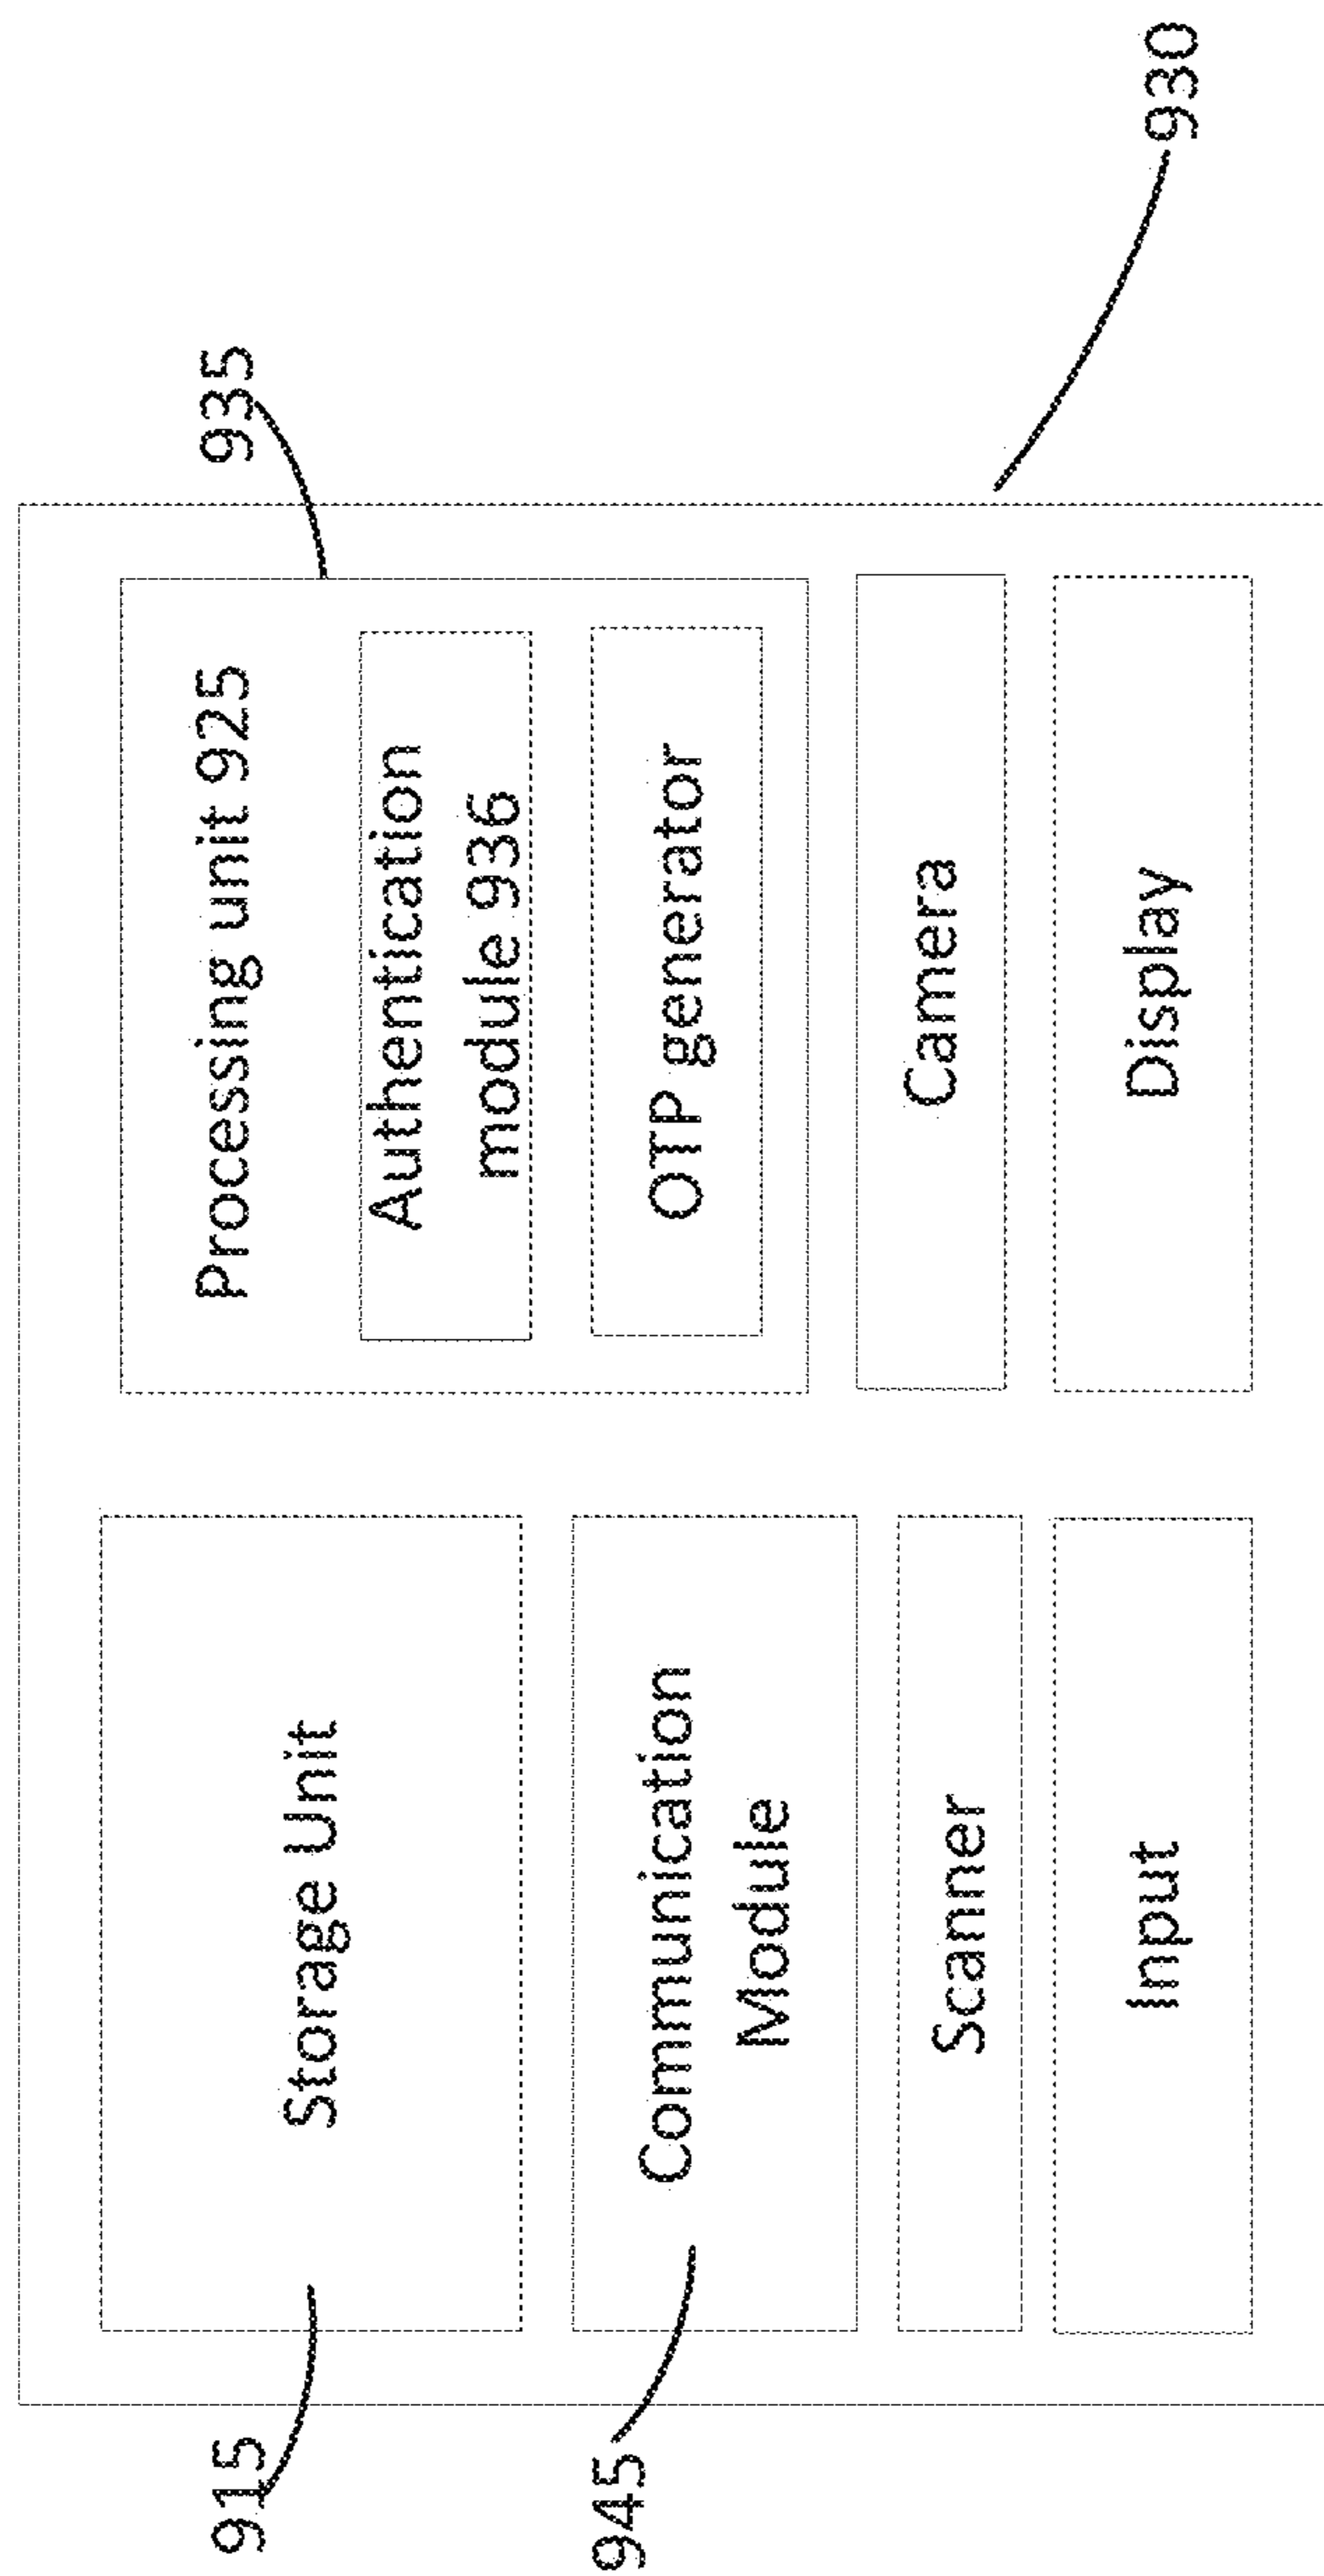 915
Storage Unit
945
Communication
Module
Scanner
Input
935
Processing unit 925
Authentication
module 936
OTP generator
Camera
Display
930